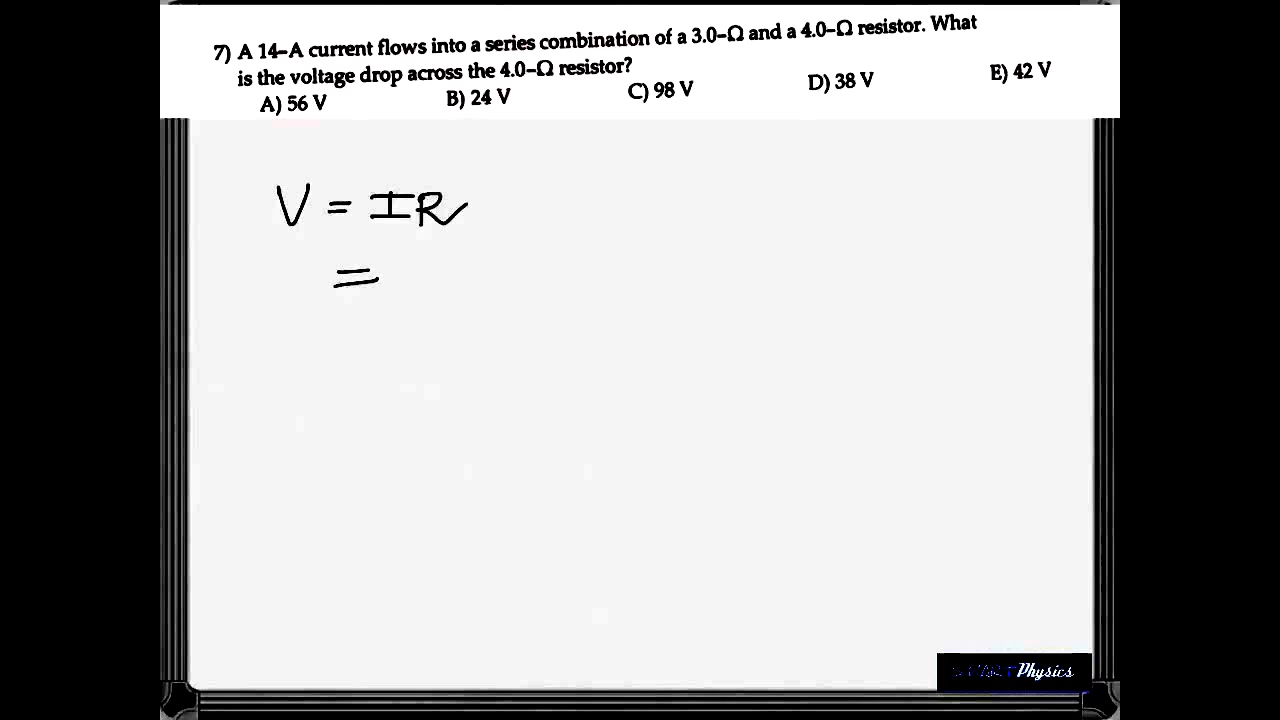 7) A 14–A current flows into a series combination of a 3.0–Ω and a 4.0–Ω resistor. What
is the voltage drop across the 4.0–Ω resistor?
A) 56 V B) 24 V C) 98 V D) 38 V E) 42 V
V = IR
=
Physics